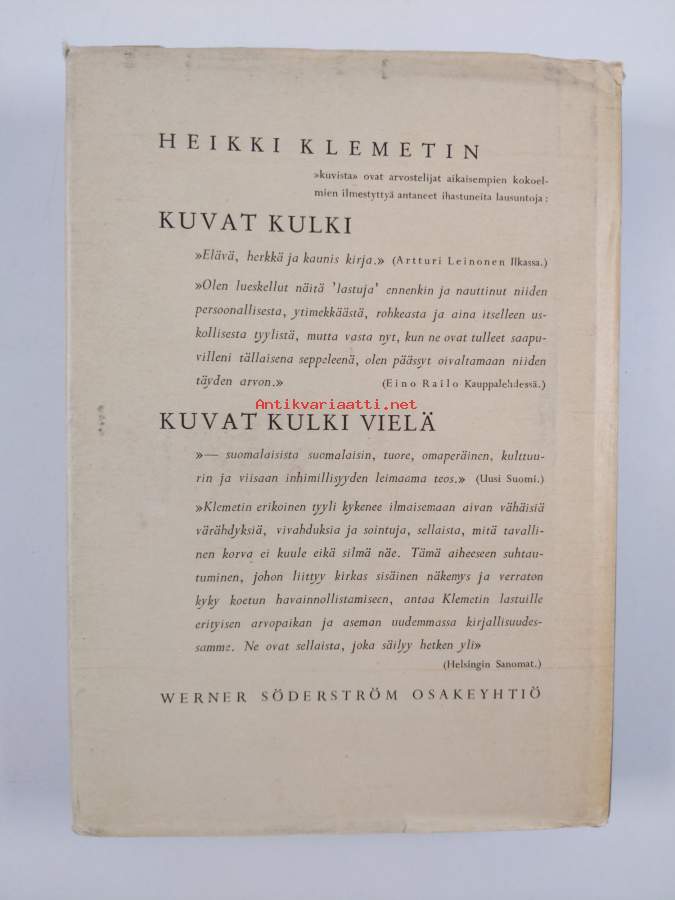 HEIKKI KLEMETIN
»kuvista» ovat arvostelijat aikaisempien kokoel-
mien ilmestyttyä antaneet ihastuneita lausuntoja:
KUVAT KULKI
»Elävä, herkkä ja kaunis kirja.» (Artturi Leinonen Ilkassa.)
»Olen lueskellut näitä 'lastuja' ennenkin ja nauttinut niiden
persoonallisesta, ytimekkäästä, rohkeasta ja aina itselleen us-
kollisesta tyylistä, mutta vasta nyt, kun ne ovat tulleet saapu-
villeni tällaisena seppeleenä, olen päässyt oivaltamaan niiden
täyden arvon.» (Eino Railo Kauppalehdessä.)
Antikvariaatti.net
KUVAT KULKI VIELÄ
»— suomalaisista suomalaisin, tuore, omaperäinen, kulttuu-
rin ja viisaan inhimillisyyden leimaama teos.» (Uusi Suomi.)
»Klemetin erikoinen tyyli kykenee ilmaisemaan aivan vähäisiä
värähdyksiä, vivahduksia ja sointuja, sellaista, mitä tavalli-
nen korva ei kuule eikä silmä näe. Tämä aiheeseen suhtau-
tuminen, johon liittyy kirkas sisäinen näkemys ja verraton
kyky koetun havainnollistamiseen, antaa Klemetin lastuille
erityisen arvopaikan ja aseman uudemmassa kirjallisuudes-
samme. Ne ovat sellaista, joka säilyy hetken yli»
(Helsingin Sanomat.)
WERNER SÖDERSTRÖM OSAKEYHTIÖ